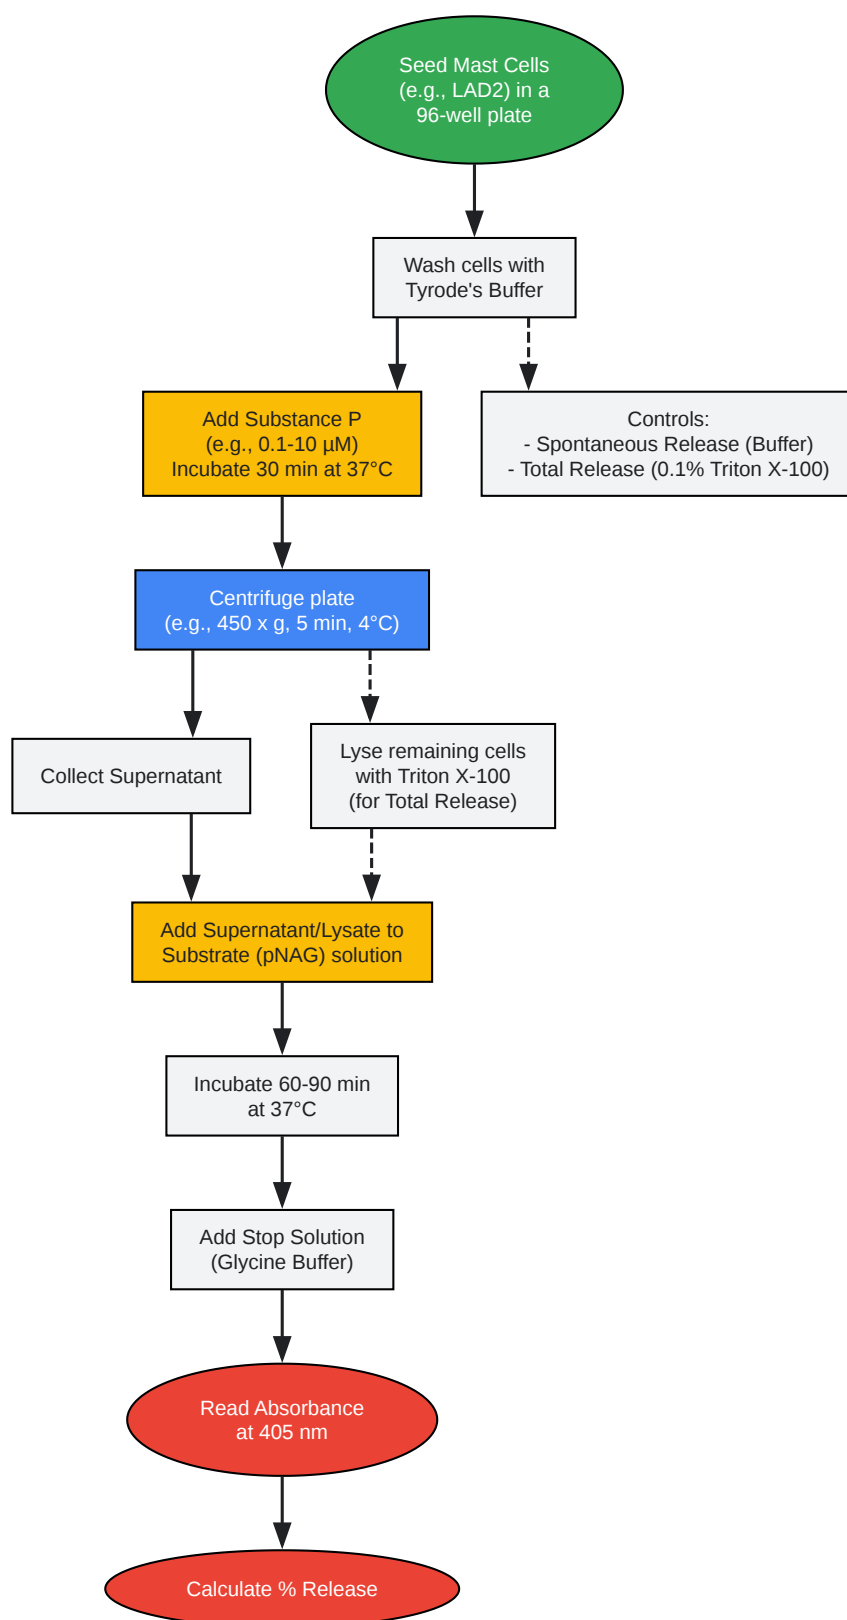 Seed Mast Cells
(e.g., LAD2) in a
96-well plate
Wash cells with
Tyrode's Buffer
Add Substance P
(e.g., 0.1-10 µM)
Incubate 30 min at 37°C
Controls:
- Spontaneous Release (Buffer)
- Total Release (0.1% Triton X-100)
Centrifuge plate
(e.g., 450 x g, 5 min, 4°C)
Collect Supernatant
Lyse remaining cells
with Triton X-100
(for Total Release)
Add Supernatant/Lysate to
Substrate (pNAG) solution
Incubate 60-90 min
at 37°C
Add Stop Solution
(Glycine Buffer)
Read Absorbance
at 405 nm
Calculate % Release